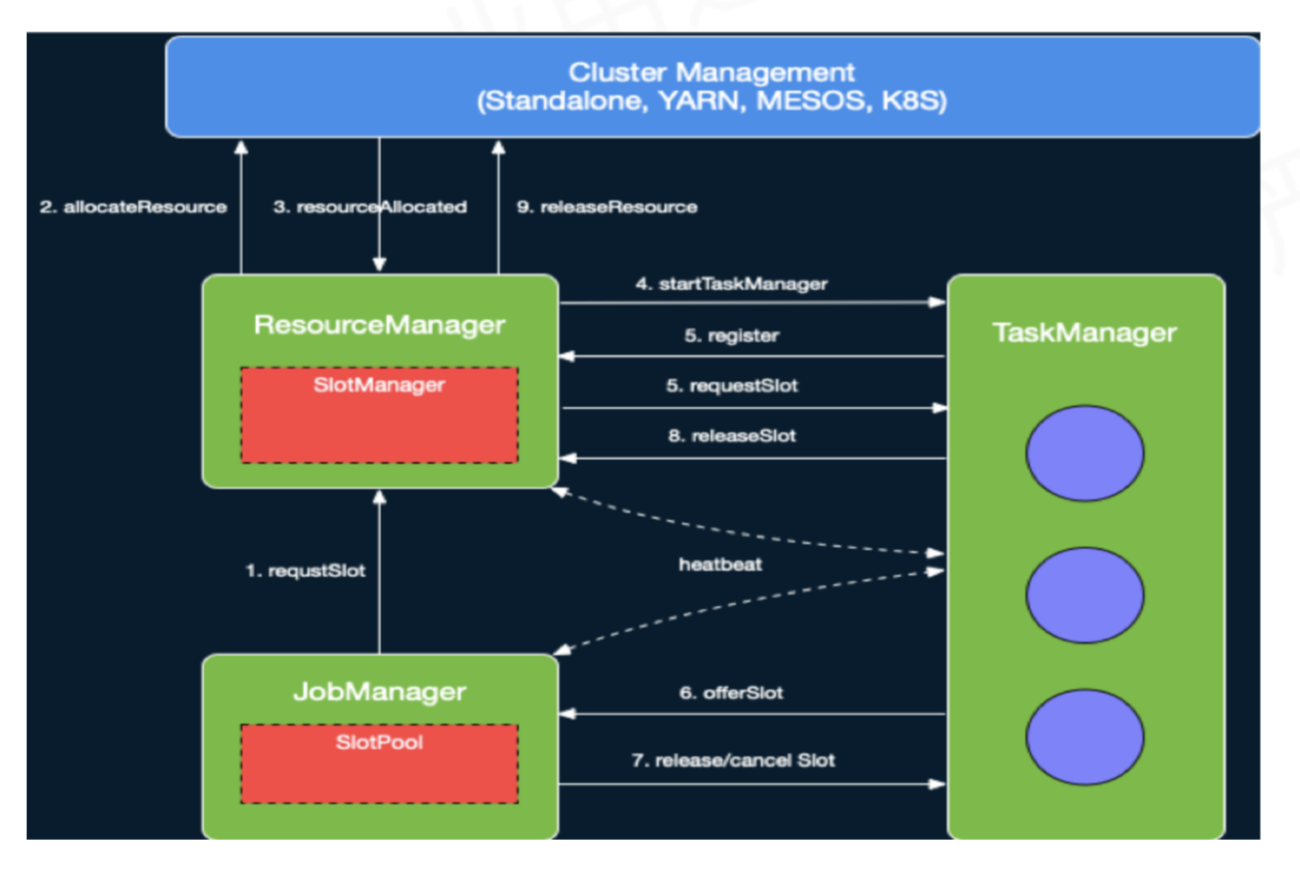 Cluster Management
(Standalone, YARN, MESOS, K8S)
2. allocateResource
3. resourceAllocated
9. releaseResource
4. startTaskManager
ResourceManager
TaskManager
5. register
SlotManager
5. requestSlot
8. releaseSlot
heatbeat
1. requstSlot
JobManager
6. offerSlot
SlotPool
7. release/cancel Slot